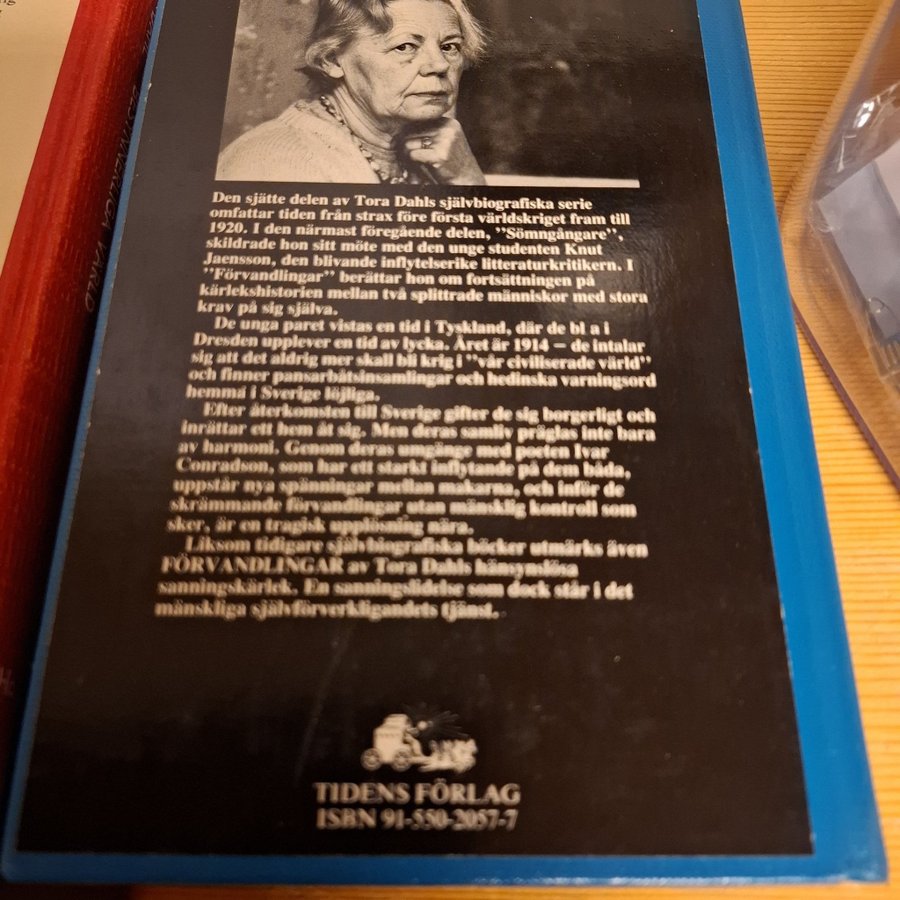 Den sjätte delen av Tora Dahls självbiografiska serie
omfattar tiden från strax före första världskriget fram till
1920. I den närmast föregående delen, ''Sömngångare'',
skildrade hon sitt möte med den unge studenten Knut
Jaensson, den blivande inflytelserike litteraturkritikern. I
''Förvandlingar'' berättar hon om fortsättningen på
kärlekshistorien mellan två splittrade människor med stora
krav på sig själva.
De unga paret vistas en tid i Tyskland, där de bl a i
Dresden upplever en tid av lycka. Året är 1914 — de intalar
sig att det aldrig mer skall bli krig i ''vår civiliserade värld''
och finner pansarbåtsinsamlingar och hedinska varningsord
hemma i Sverige löjliga.
Efter återkomsten till Sverige gifter de sig borgerligt och
inrättar ett hem åt sig. Men deras samliv präglas inte bara
av harmoni. Genom deras umgänge med poeten Ivar
Conradson, som har ett starkt inflytande på dem båda,
uppstår nya spänningar mellan makarna, och inför de
skrämmande förvandlingar utan mänsklig kontroll som
sker, är en tragisk upplösning nära.
Liksom tidigare självbiografiska böcker utmärks även
FÖRVANDLINGAR av Tora Dahls hänsynslösa
sanningskärlek. En sanningslidelse som dock står i det
mänskliga självförverkligandets tjänst.
TIDENS FÖRLAG
ISBN 91-550-2057-7
VÄRLD